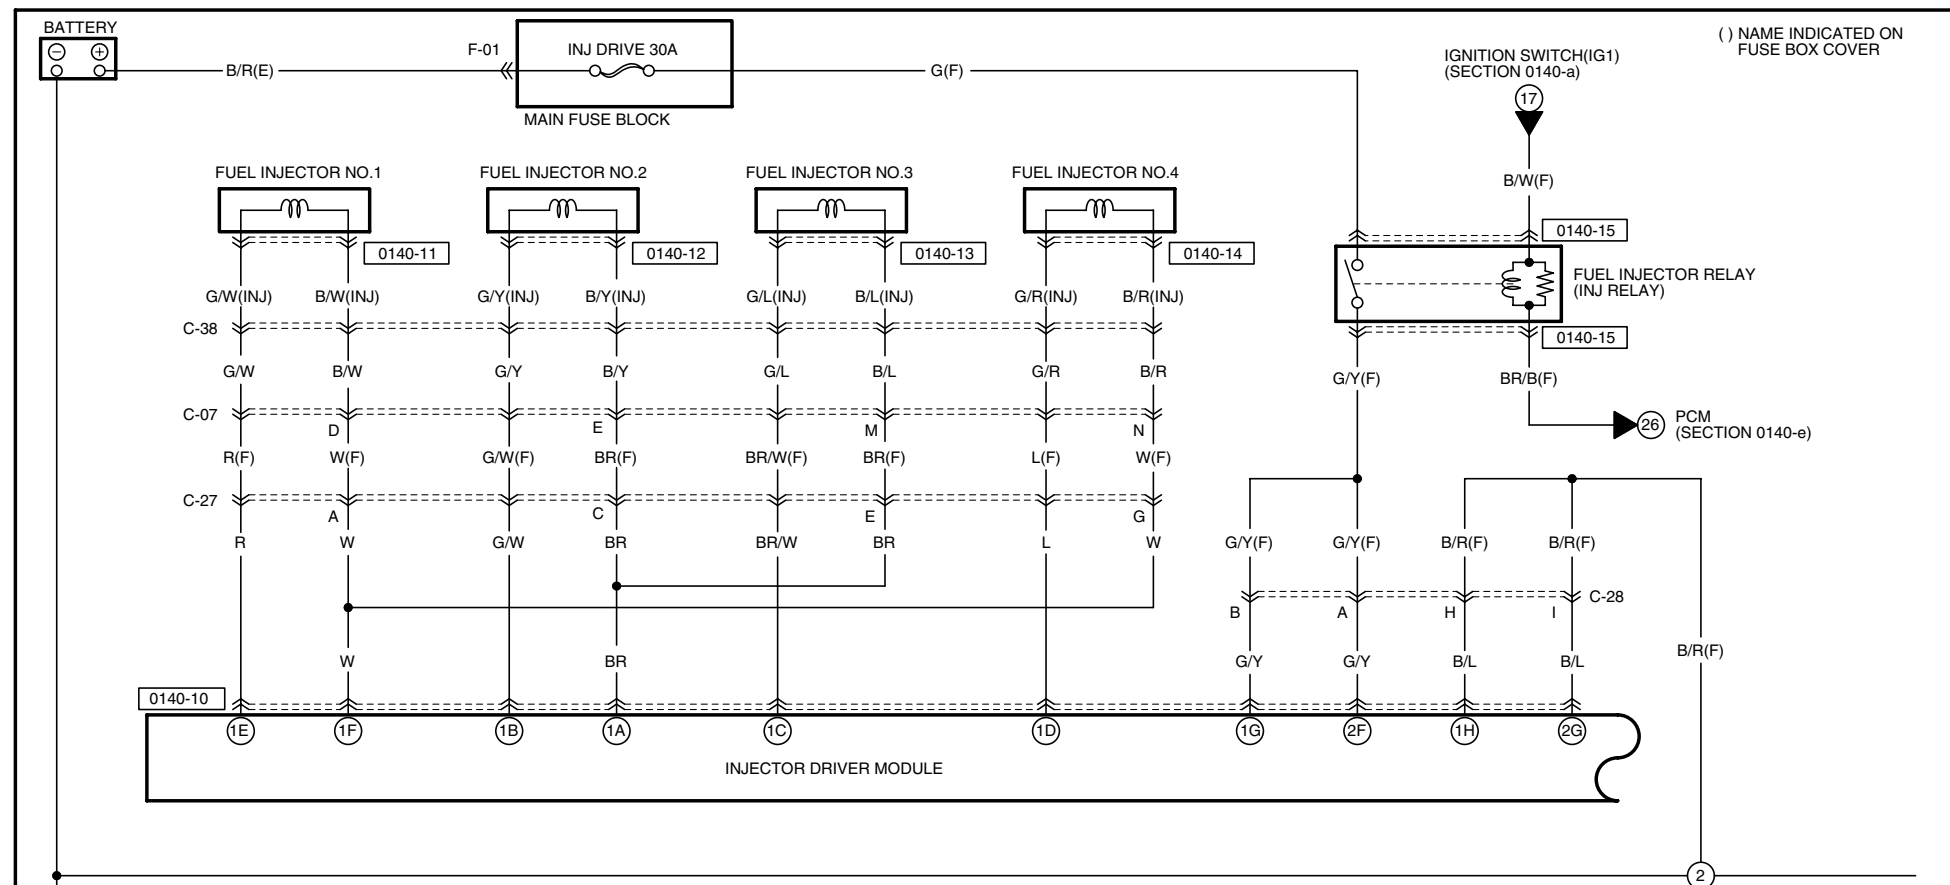 BATTERY
− +
B/R(E)
F-01
INJ DRIVE 30A
G(F)
MAIN FUSE BLOCK
IGNITION SWITCH(IG1)
(SECTION 0140-a)
17
( ) NAME INDICATED ON
FUSE BOX COVER
B/W(F)
FUEL INJECTOR NO.1 FUEL INJECTOR NO.2 FUEL INJECTOR NO.3 FUEL INJECTOR NO.4
0140-11 0140-12 0140-13 0140-14 0140-15
FUEL INJECTOR RELAY
(INJ RELAY)
0140-15
G/W(INJ) B/W(INJ) G/Y(INJ) B/Y(INJ) G/L(INJ) B/L(INJ) G/R(INJ) B/R(INJ)
C-38
G/W B/W G/Y B/Y G/L B/L G/R B/R G/Y(F) BR/B(F)
C-07
D E M N
26 PCM
(SECTION 0140-e)
R(F) W(F) G/W(F) BR(F) BR/W(F) BR(F) L(F) W(F)
C-27
A C E G
R W G/W BR BR/W BR L W G/Y(F) G/Y(F) B/R(F) B/R(F)
C-28
B A H I
W BR G/Y G/Y B/L B/L B/R(F)
0140-10
1E 1F 1B 1A 1C 1D 1G 2F 1H 2G
INJECTOR DRIVER MODULE
2